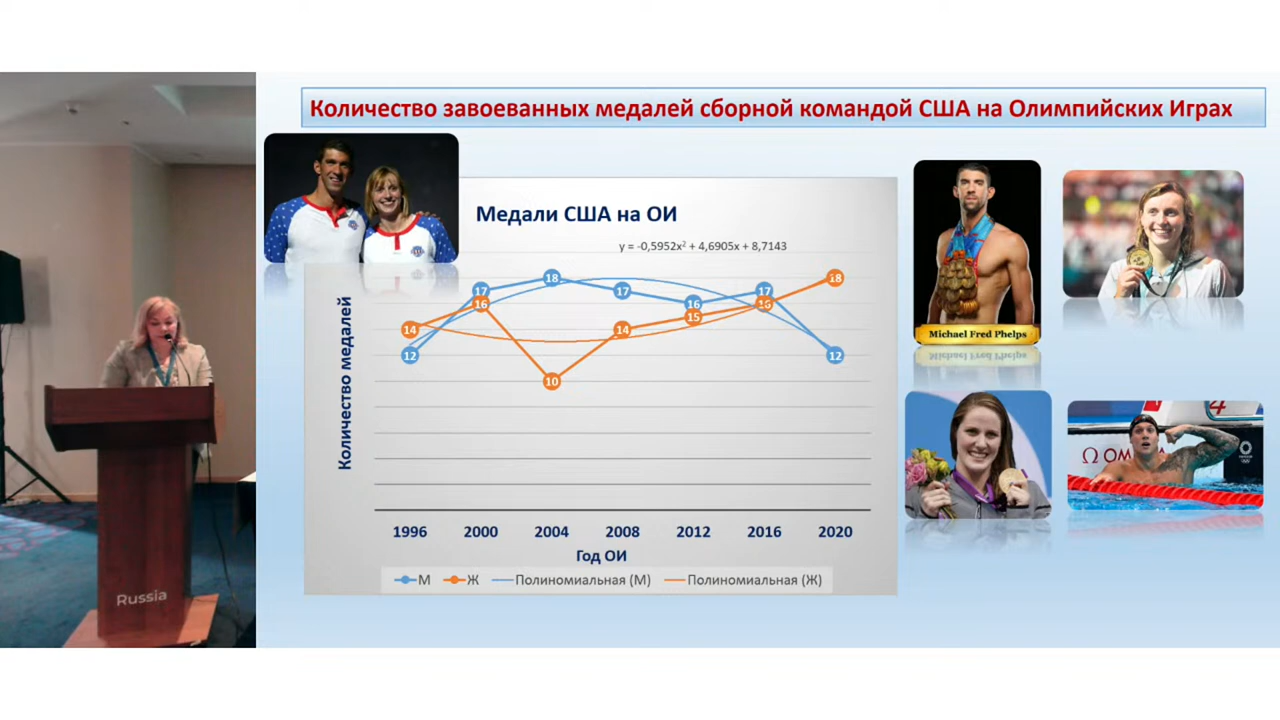 Количество завоеванных медалей сборной командой США на Олимпийских Играх
Медали США на ОИ
y = -0,5952x² + 4,6905x + 8,7143
Количество медалей
14
12
17
16
18
10
17
14
16
15
17
16
18
12
1996 2000 2004 2008 2012 2016 2020
Год ОИ
М Ж Полиномиальная (М) Полиномиальная (Ж)
Michael Fred Phelps
4
Russia